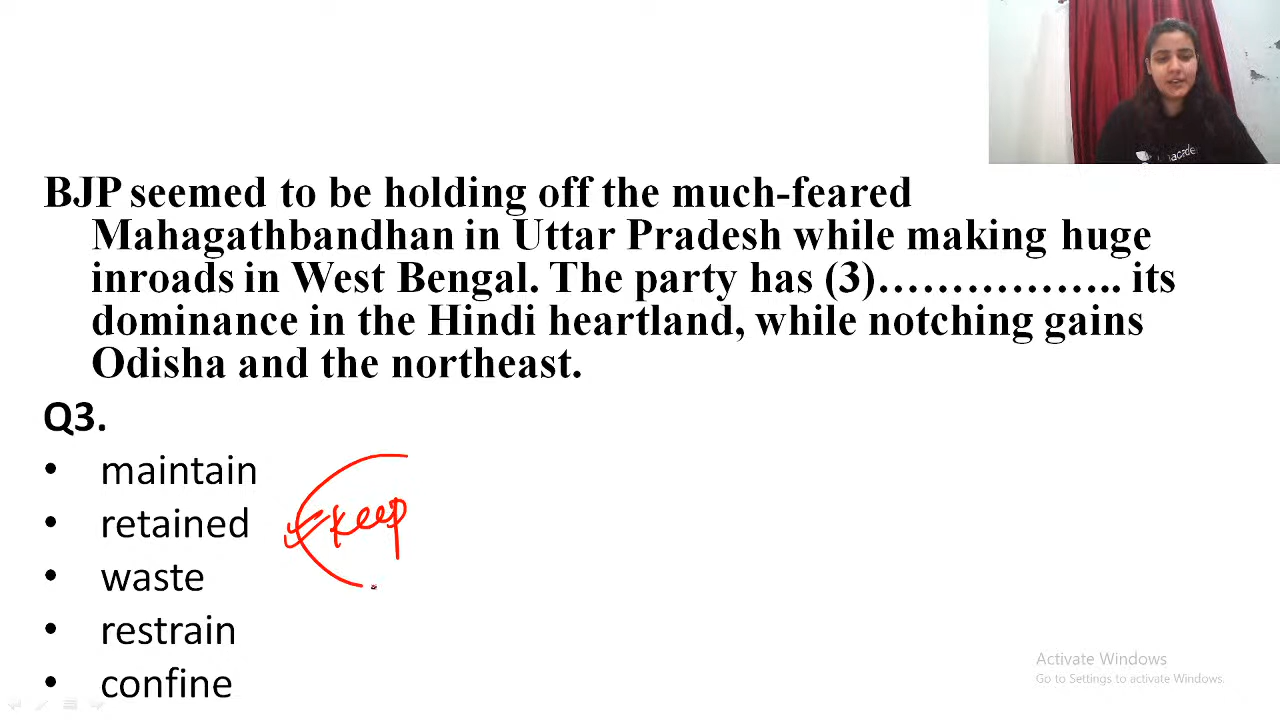 BJP seemed to be holding off the much-feared
Mahagathbandhan in Uttar Pradesh while making huge
inroads in West Bengal. The party has (3)……………….. its
dominance in the Hindi heartland, while notching gains
Odisha and the northeast.
Q3.
• maintain
• retained
keep
• waste
• restrain
• confine
Activate Windows
Go to Settings to activate Windows.